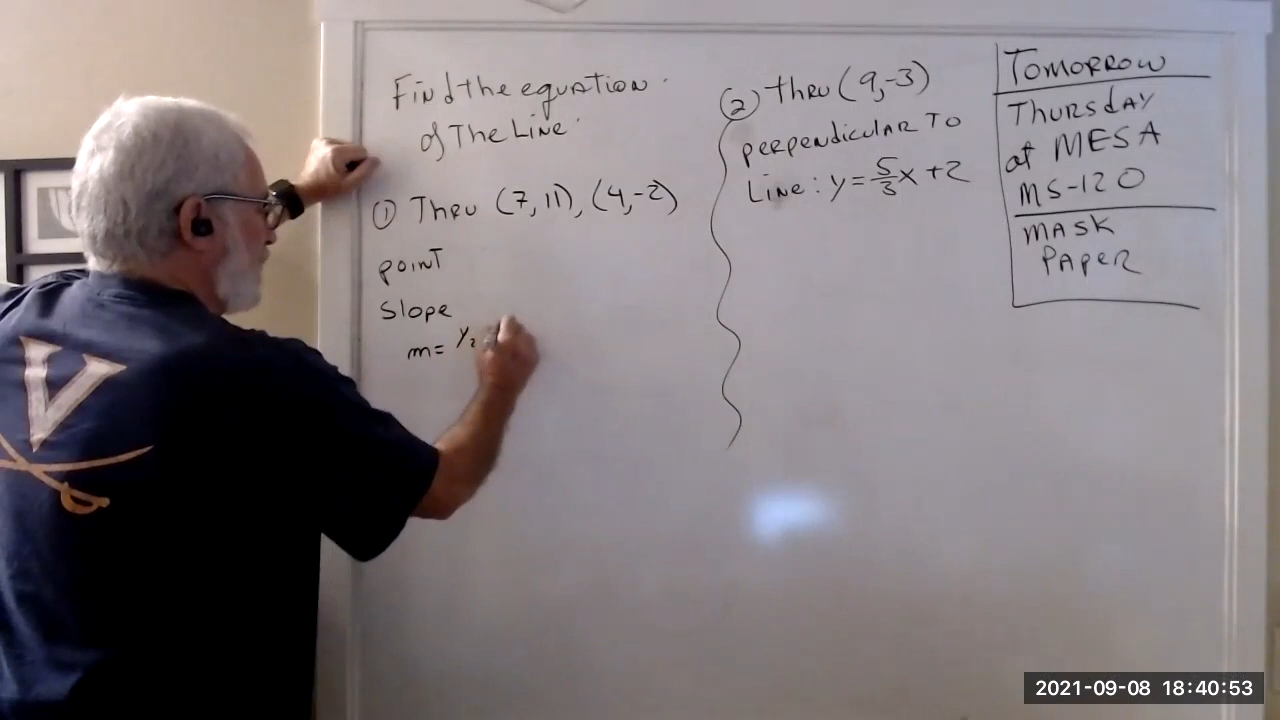 Find the equation
of The Line:
① Thru (7, 11), (4, -2)
point
Slope
m = y₂
② thru (9, -3)
perpendicular To
Line: y = 5/3 x + 2
Tomorrow
Thursday
at MESA
MS-120
MASK
PAPER
V
2021-09-08 18:40:53